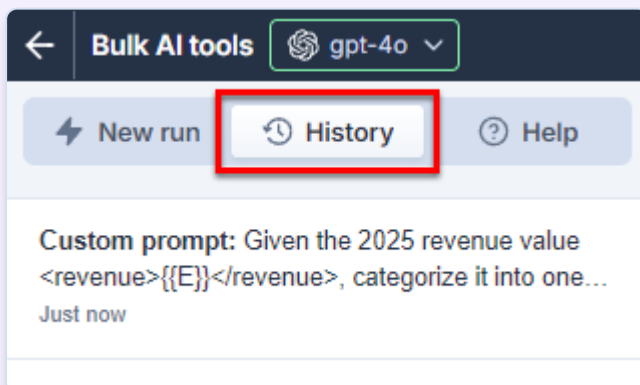 Bulk AI tools gpt-4o
New run History Help
Custom prompt: Given the 2025 revenue value
<revenue>{{E}}</revenue>, categorize it into one...
Just now